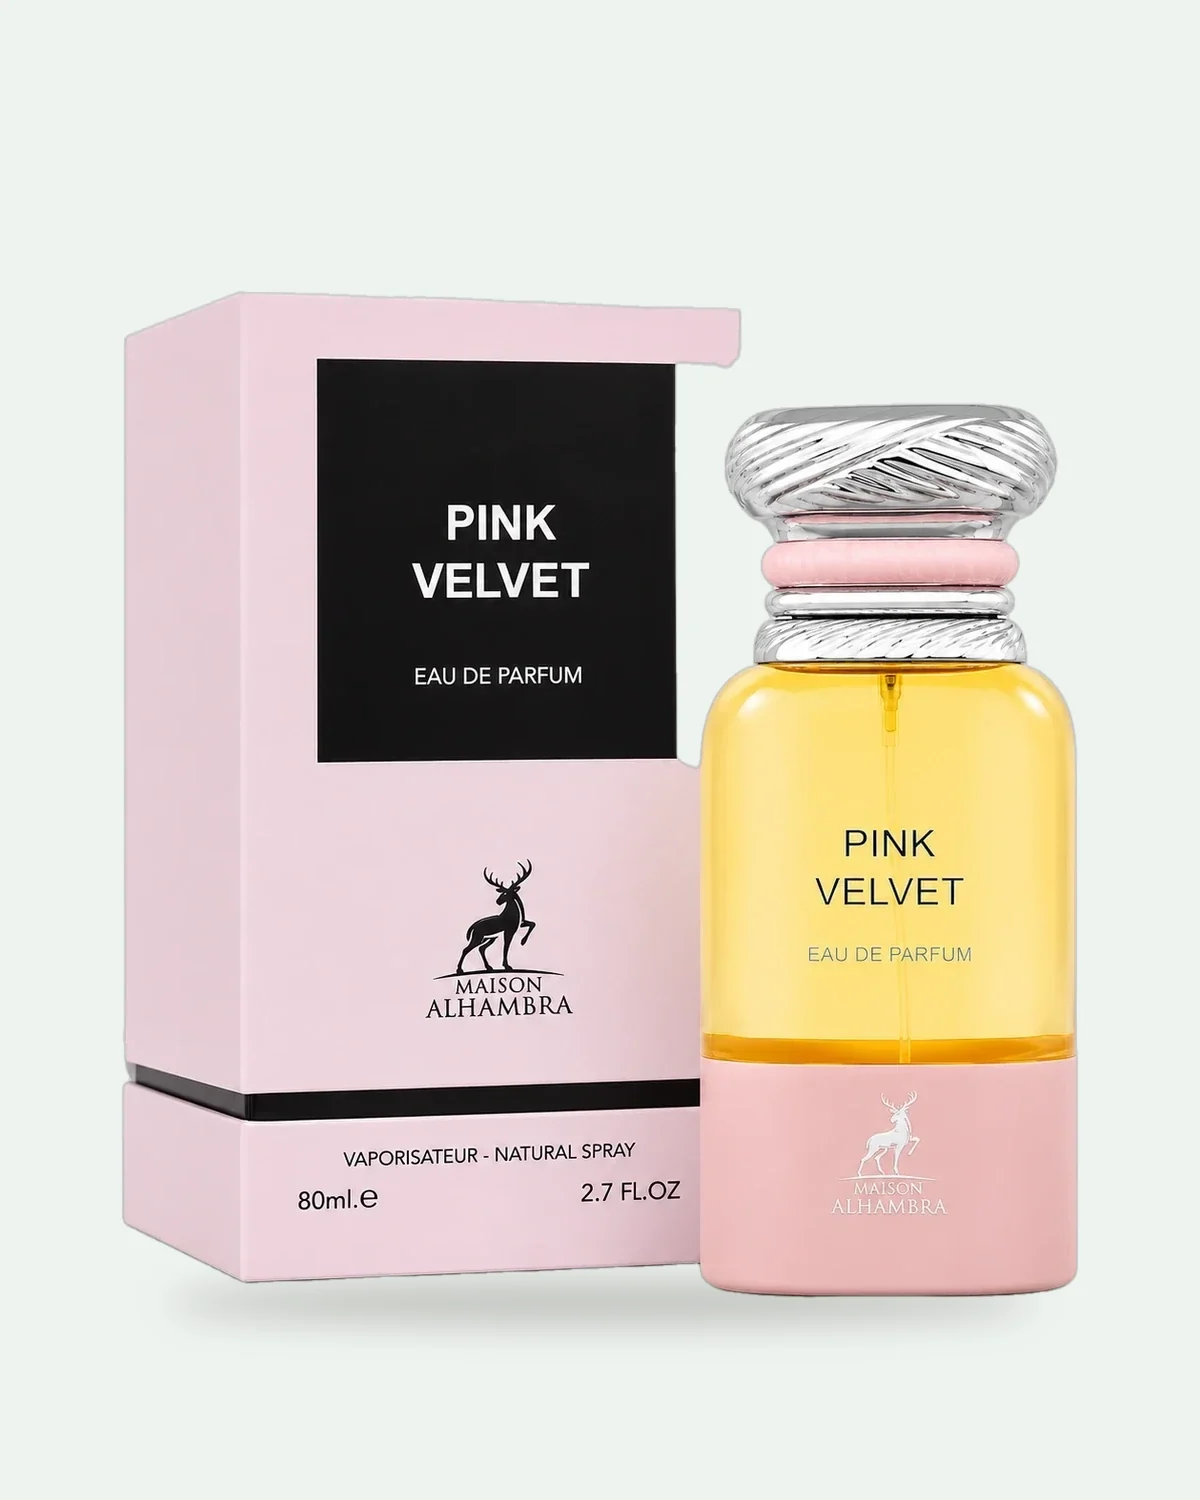 PINK
VELVET
EAU DE PARFUM
MAISON
ALHAMBRA
VAPORISATEUR - NATURAL SPRAY
80ml.e
2.7 FL.OZ
PINK
VELVET
EAU DE PARFUM
MAISON
ALHAMBRA